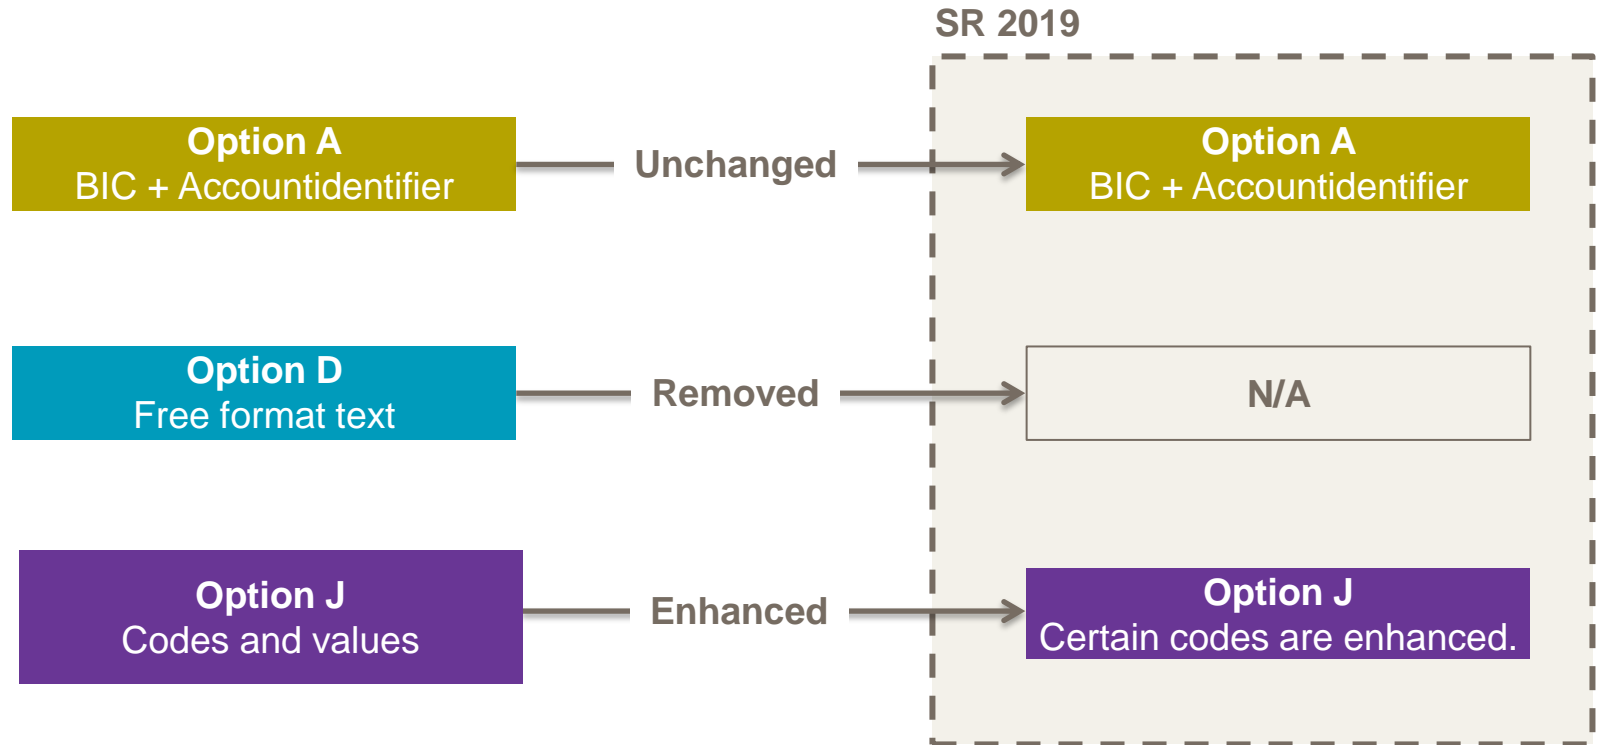 SR 2019
Option A
BIC + Accountidentifier
Unchanged
Option A
BIC + Accountidentifier
Option D
Free format text
Removed
N/A
Option J
Codes and values
Enhanced
Option J
Certain codes are enhanced.